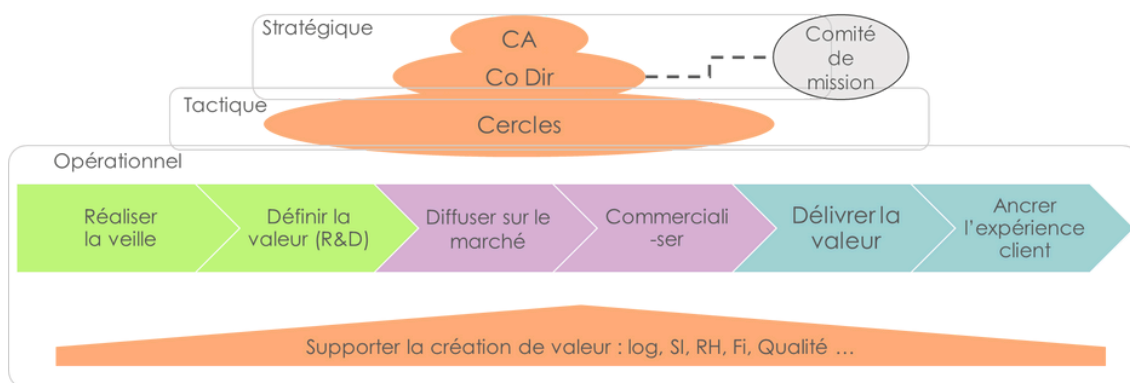 Stratégique
CA
Comité
de
mission
Co Dir
Tactique
Cercles
Opérationnel
Réaliser
la veille
Définir la
valeur (R&D)
Diffuser sur le
marché
Commerciali
-ser
Délivrer la
valeur
Ancrer
l'expérience
client
Supporter la création de valeur : log, SI, RH, Fi, Qualité ...